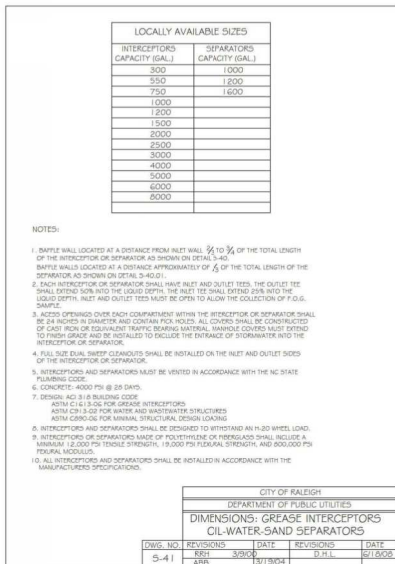 LOCALLY AVAILABLE SIZES
INTERCEPTORS SEPARATORS
CAPACITY (GAL.) CAPACITY (GAL.)
300 1000
550 1200
750 1600
1000
1200
1500
2000
2500
3000
4000
5000
6000
8000
NOTES:
1. BAFFLE WALL LOCATED AT A DISTANCE FROM INLET WALL 2/3 TO 3/4 OF THE TOTAL LENGTH
OF THE INTERCEPTOR OR SEPARATOR AS SHOWN ON DETAIL S-40.
BAFFLE WALLS LOCATED AT A DISTANCE APPROXIMATELY OF 1/3 OF THE TOTAL LENGTH OF THE
SEPARATOR AS SHOWN ON DETAIL S-40.01.
2. EACH INTERCEPTOR OR SEPARATOR SHALL HAVE INLET AND OUTLET TEES. THE OUTLET TEE
SHALL EXTEND 50% INTO THE LIQUID DEPTH. THE INLET TEE SHALL EXTEND 25% INTO THE
LIQUID DEPTH. INLET AND OUTLET TEES MUST BE OPEN TO ALLOW THE COLLECTION OF F.O.G.
SAMPLE.
3. ACESS OPENINGS OVER EACH COMPARTMENT WITHIN THE INTERCEPTOR OR SEPARATOR SHALL
BE 24 INCHES IN DIAMETER AND CONTAIN PICK HOLES. ALL COVERS SHALL BE CONSTRUCTED
OF CAST IRON OR EQUIVALENT TRAFFIC BEARING MATERIAL. MANHOLE COVERS MUST EXTEND
TO FINISH GRADE AND BE INSTALLED TO EXCLUDE THE ENTRANCE OF STORMWATER INTO THE
INTERCEPTOR OR SEPARATOR.
4. FULL SIZE DUAL SWEEP CLEANOUTS SHALL BE INSTALLED ON THE INLET AND OUTLET SIDES
OF THE INTERCEPTOR OR SEPARATOR.
5. INTERCEPTORS AND SEPARATORS MUST BE VENTED IN ACCORDANCE WITH THE NC STATE
PLUMBING CODE.
6. CONCRETE: 4000 PSI @ 28 DAYS.
7. DESIGN: ACI 318 BUILDING CODE
ASTM C1613-06 FOR GREASE INTERCEPTORS
ASTM C913-02 FOR WATER AND WASTEWATER STRUCTURES
ASTM C890-06 FOR MINIMAL STRUCTURAL DESIGN LOADING
8. INTERCEPTORS AND SEPARATORS SHALL BE DESIGNED TO WITHSTAND AN H-20 WHEEL LOAD.
9. INTERCEPTORS OR SEPARATORS MADE OF POLYETHYLENE OR FIBERGLASS SHALL INCLUDE A
MINIMUM 12,000 PSI TENSILE STRENGTH, 19,000 PSI FLEXURAL STRENGTH, AND 800,000 PSI
FEXURAL MODULUS.
10. ALL INTERCEPTORS AND SEPARATORS SHALL BE INSTALLED IN ACCORDANCE WITH THE
MANUFACTURERS SPECIFICATIONS.
CITY OF RALEIGH
DEPARTMENT OF PUBLIC UTILITIES
DIMENSIONS: GREASE INTERCEPTORS
OIL-WATER-SAND SEPARATORS
DWG. NO. REVISIONS DATE REVISIONS DATE
S-41 RRH 3/9/00 D.H.L. 6/18/08
ABB 3/19/04